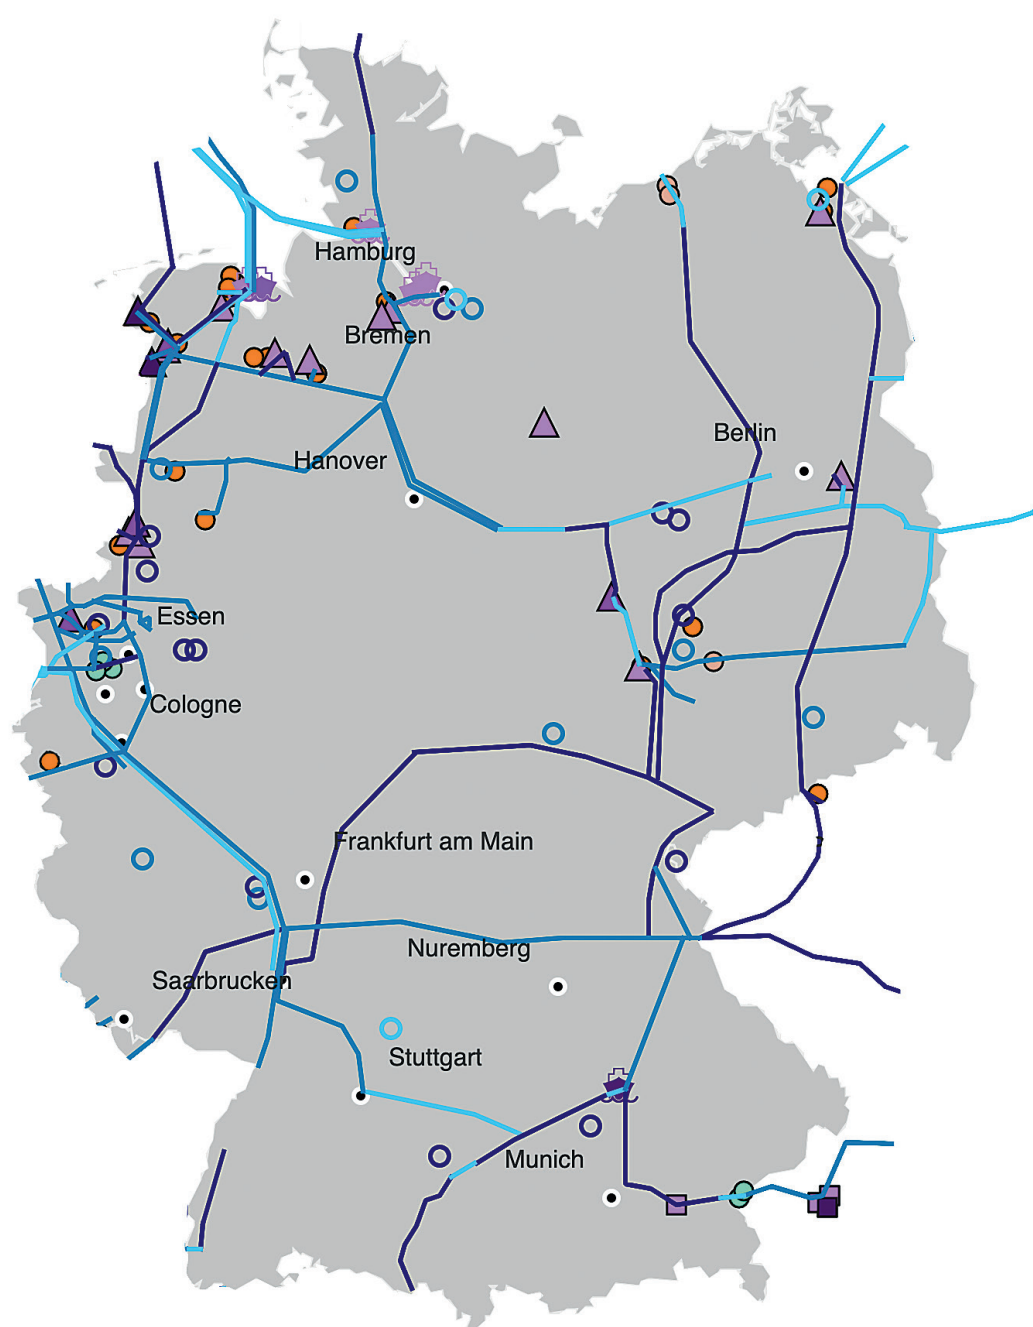 Hamburg
Bremen
Berlin
Hanover
Essen
Cologne
Frankfurt am Main
Nuremberg
Saarbrucken
Stuttgart
Munich